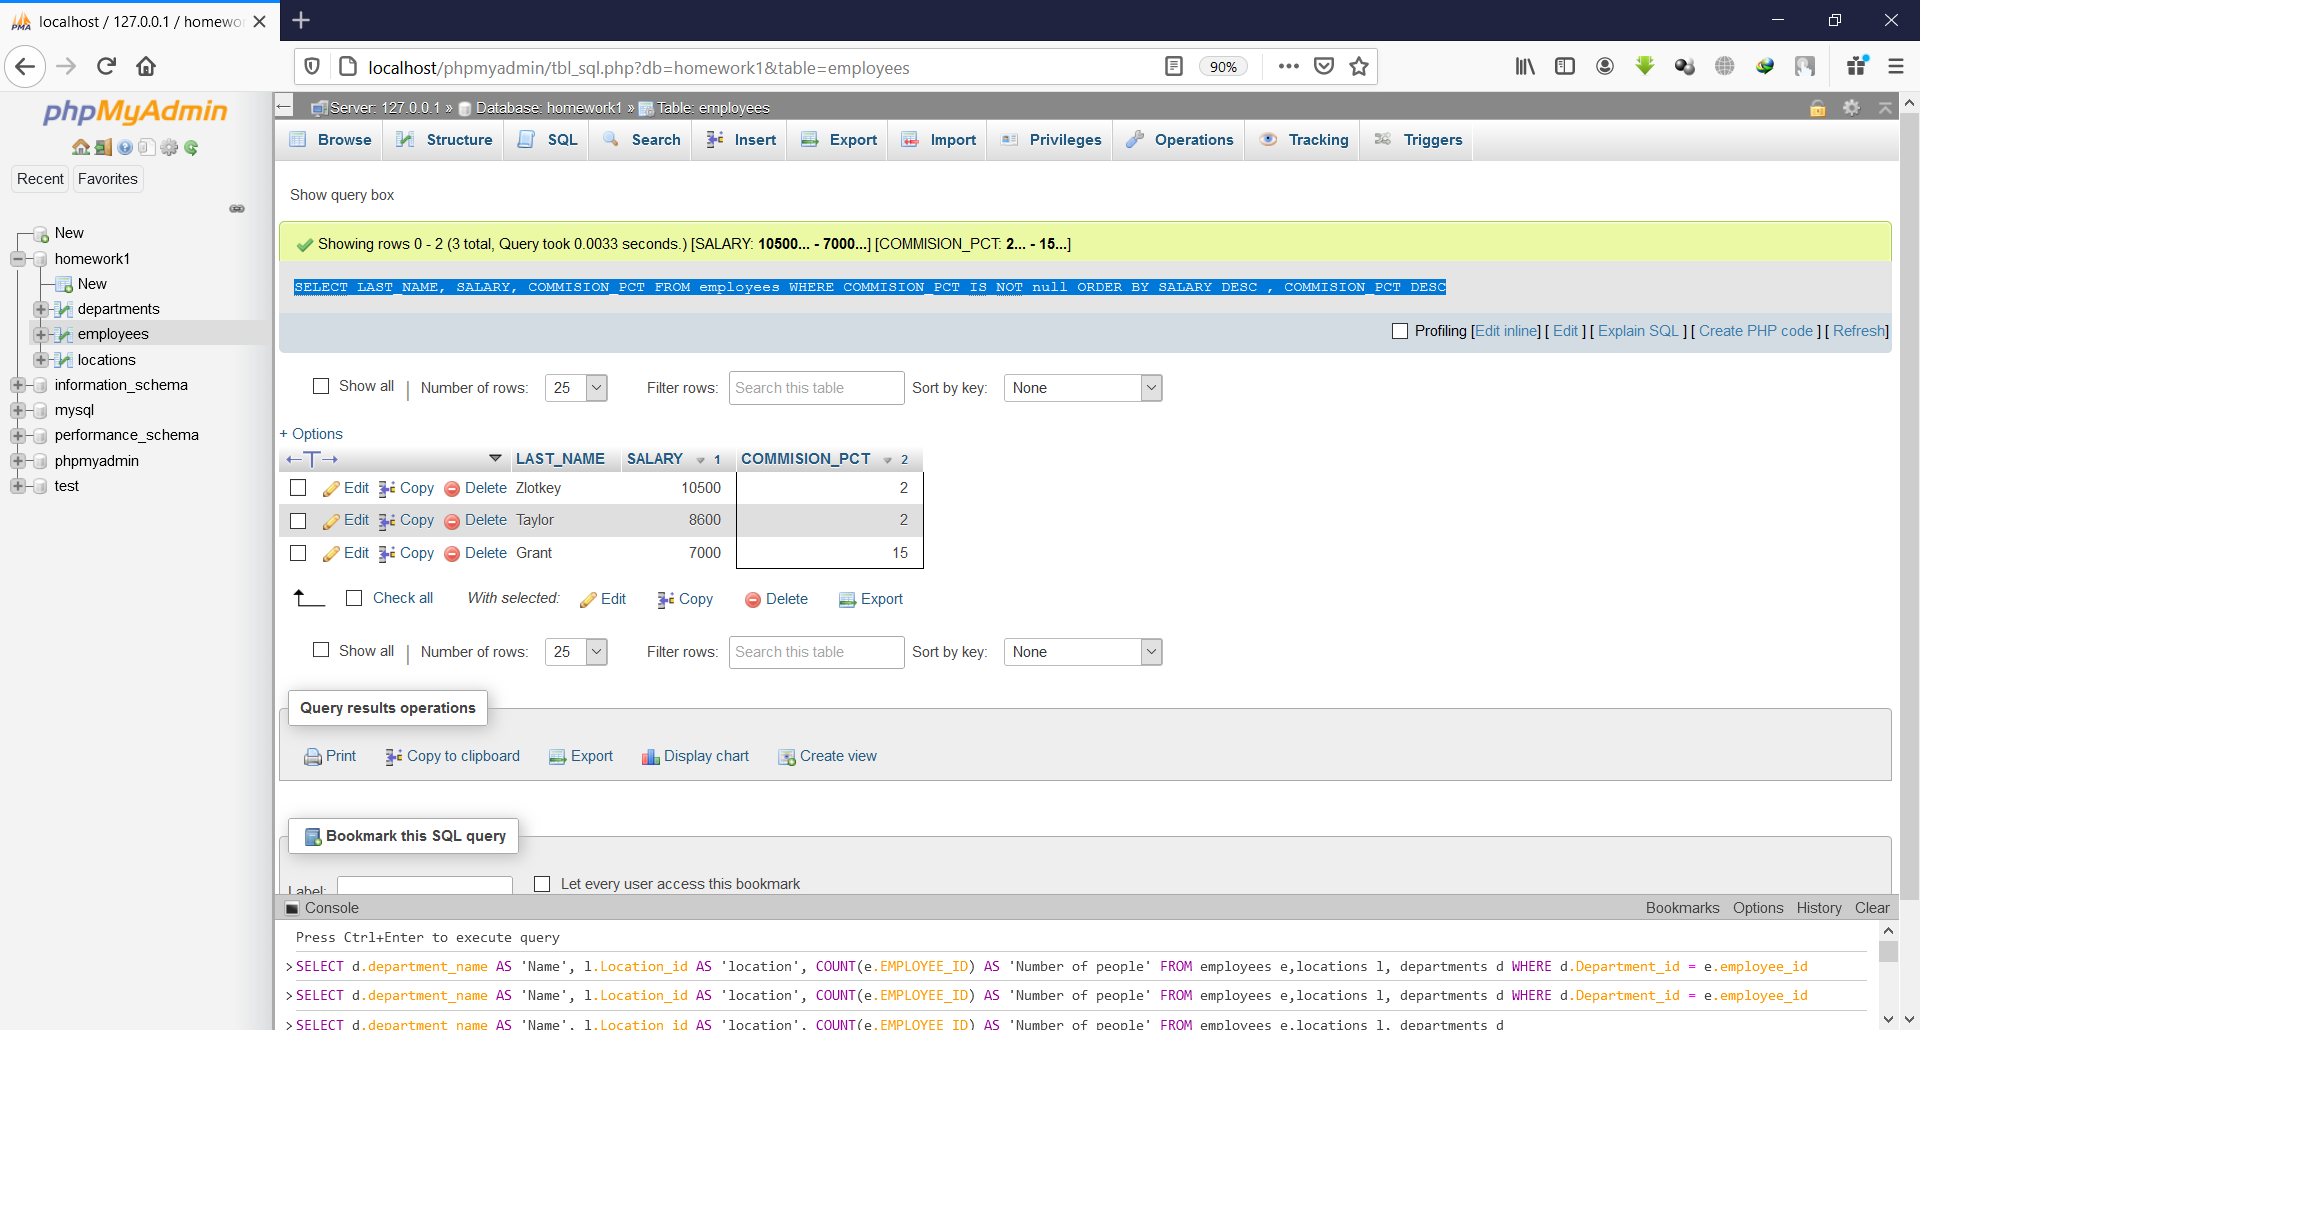 localhost / 127.0.0.1 / homewor
localhost/phpmyadmin/tbl_sql.php?db=homework1&table=employees
90%
phpMyAdmin
Recent Favorites
New
homework1
New
departments
employees
locations
information_schema
mysql
performance_schema
phpmyadmin
test
Server: 127.0.0.1 » Database: homework1 » Table: employees
Browse Structure SQL Search Insert Export Import Privileges Operations Tracking Triggers
Show query box
Showing rows 0 - 2 (3 total, Query took 0.0033 seconds.) [SALARY: 10500... - 7000...] [COMMISION_PCT: 2... - 15...]
SELECT LAST_NAME, SALARY, COMMISION_PCT FROM employees WHERE COMMISION_PCT IS NOT null ORDER BY SALARY DESC , COMMISION_PCT DESC
Profiling [Edit inline] [ Edit ] [ Explain SQL ] [ Create PHP code ] [ Refresh]
Show all | Number of rows: 25 Filter rows: Search this table Sort by key: None
+ Options
←T→ LAST_NAME SALARY 1 COMMISION_PCT 2
Edit Copy Delete Zlotkey 10500 2
Edit Copy Delete Taylor 8600 2
Edit Copy Delete Grant 7000 15
Check all With selected: Edit Copy Delete Export
Show all | Number of rows: 25 Filter rows: Search this table Sort by key: None
Query results operations
Print Copy to clipboard Export Display chart Create view
Bookmark this SQL query
Label: Let every user access this bookmark
Console Bookmarks Options History Clear
Press Ctrl+Enter to execute query
>SELECT d.department_name AS 'Name', l.Location_id AS 'location', COUNT(e.EMPLOYEE_ID) AS 'Number of people' FROM employees e,locations l, departments d WHERE d.Department_id = e.employee_id
>SELECT d.department_name AS 'Name', l.Location_id AS 'location', COUNT(e.EMPLOYEE_ID) AS 'Number of people' FROM employees e,locations l, departments d WHERE d.Department_id = e.employee_id
>SELECT d.department_name AS 'Name', l.Location_id AS 'location', COUNT(e.EMPLOYEE_ID) AS 'Number of people' FROM employees e,locations l, departments d